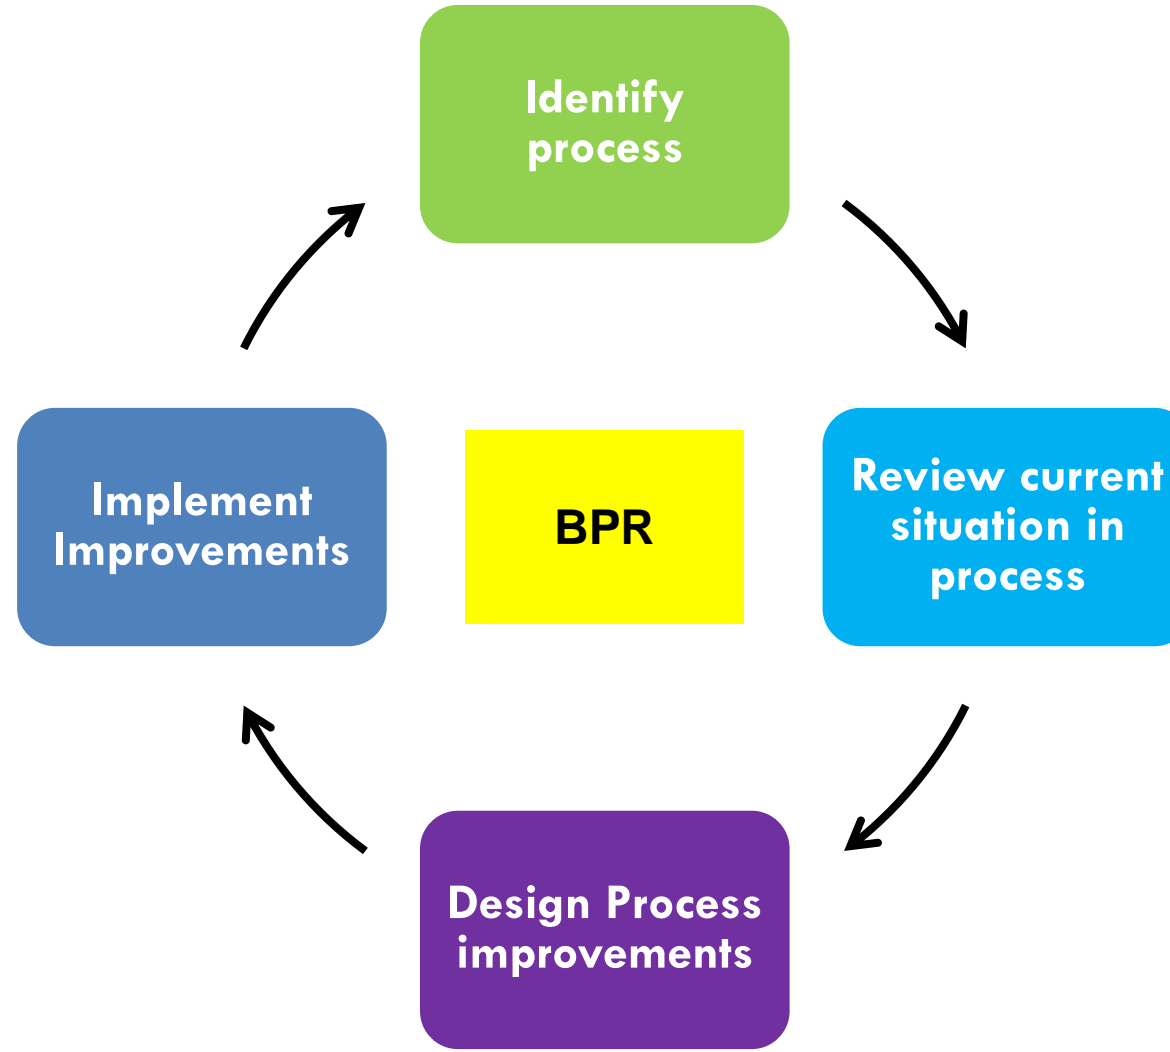 Identify
process
Review current
situation in
process
Design Process
improvements
Implement
Improvements
BPR